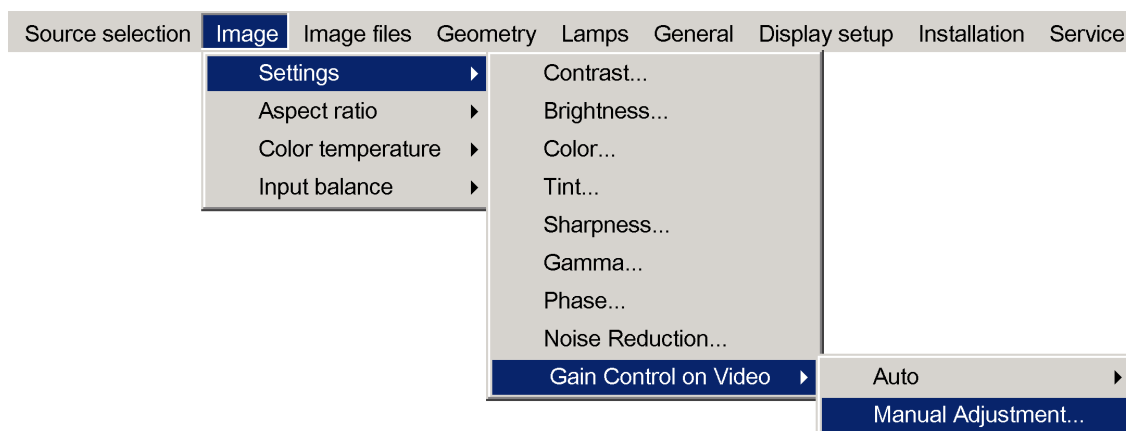 Source selection Image Image files Geometry Lamps General Display setup Installation Service
Settings
Aspect ratio
Color temperature
Input balance
Contrast...
Brightness...
Color...
Tint...
Sharpness...
Gamma...
Phase...
Noise Reduction...
Gain Control on Video
Auto
Manual Adjustment...